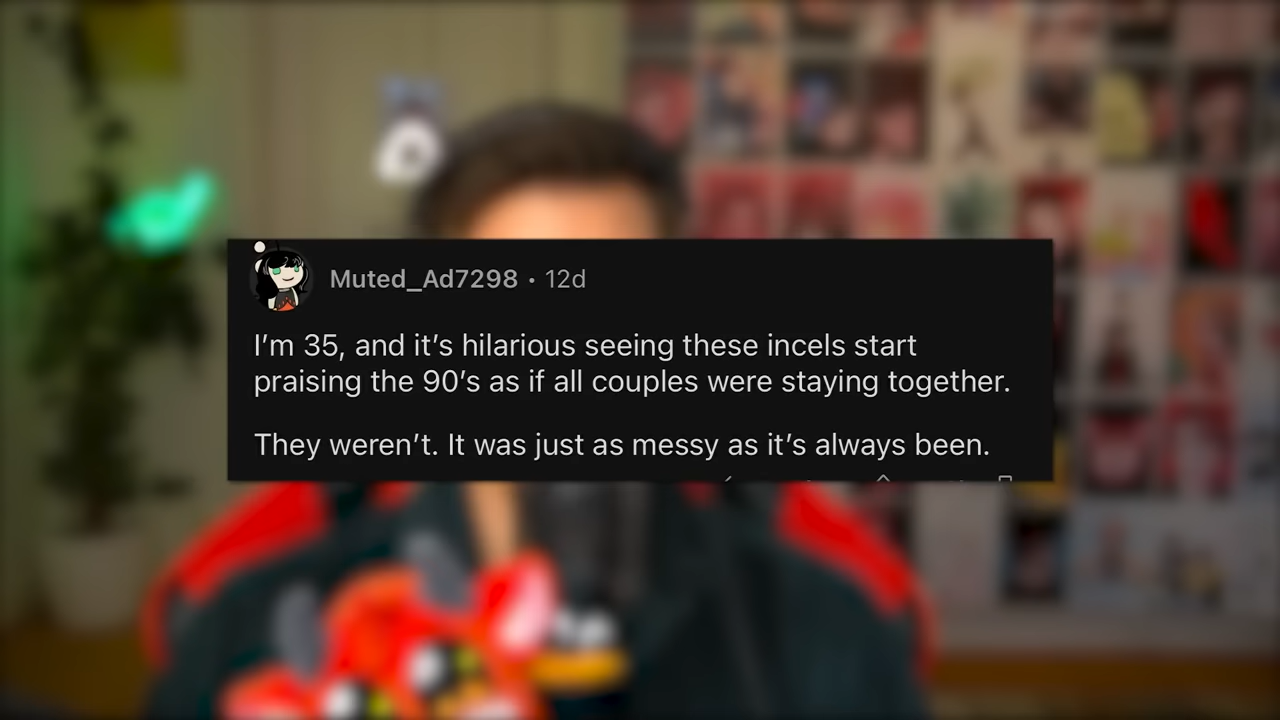 Muted_Ad7298 • 12d
I’m 35, and it’s hilarious seeing these incels start
praising the 90’s as if all couples were staying together.
They weren’t. It was just as messy as it’s always been.